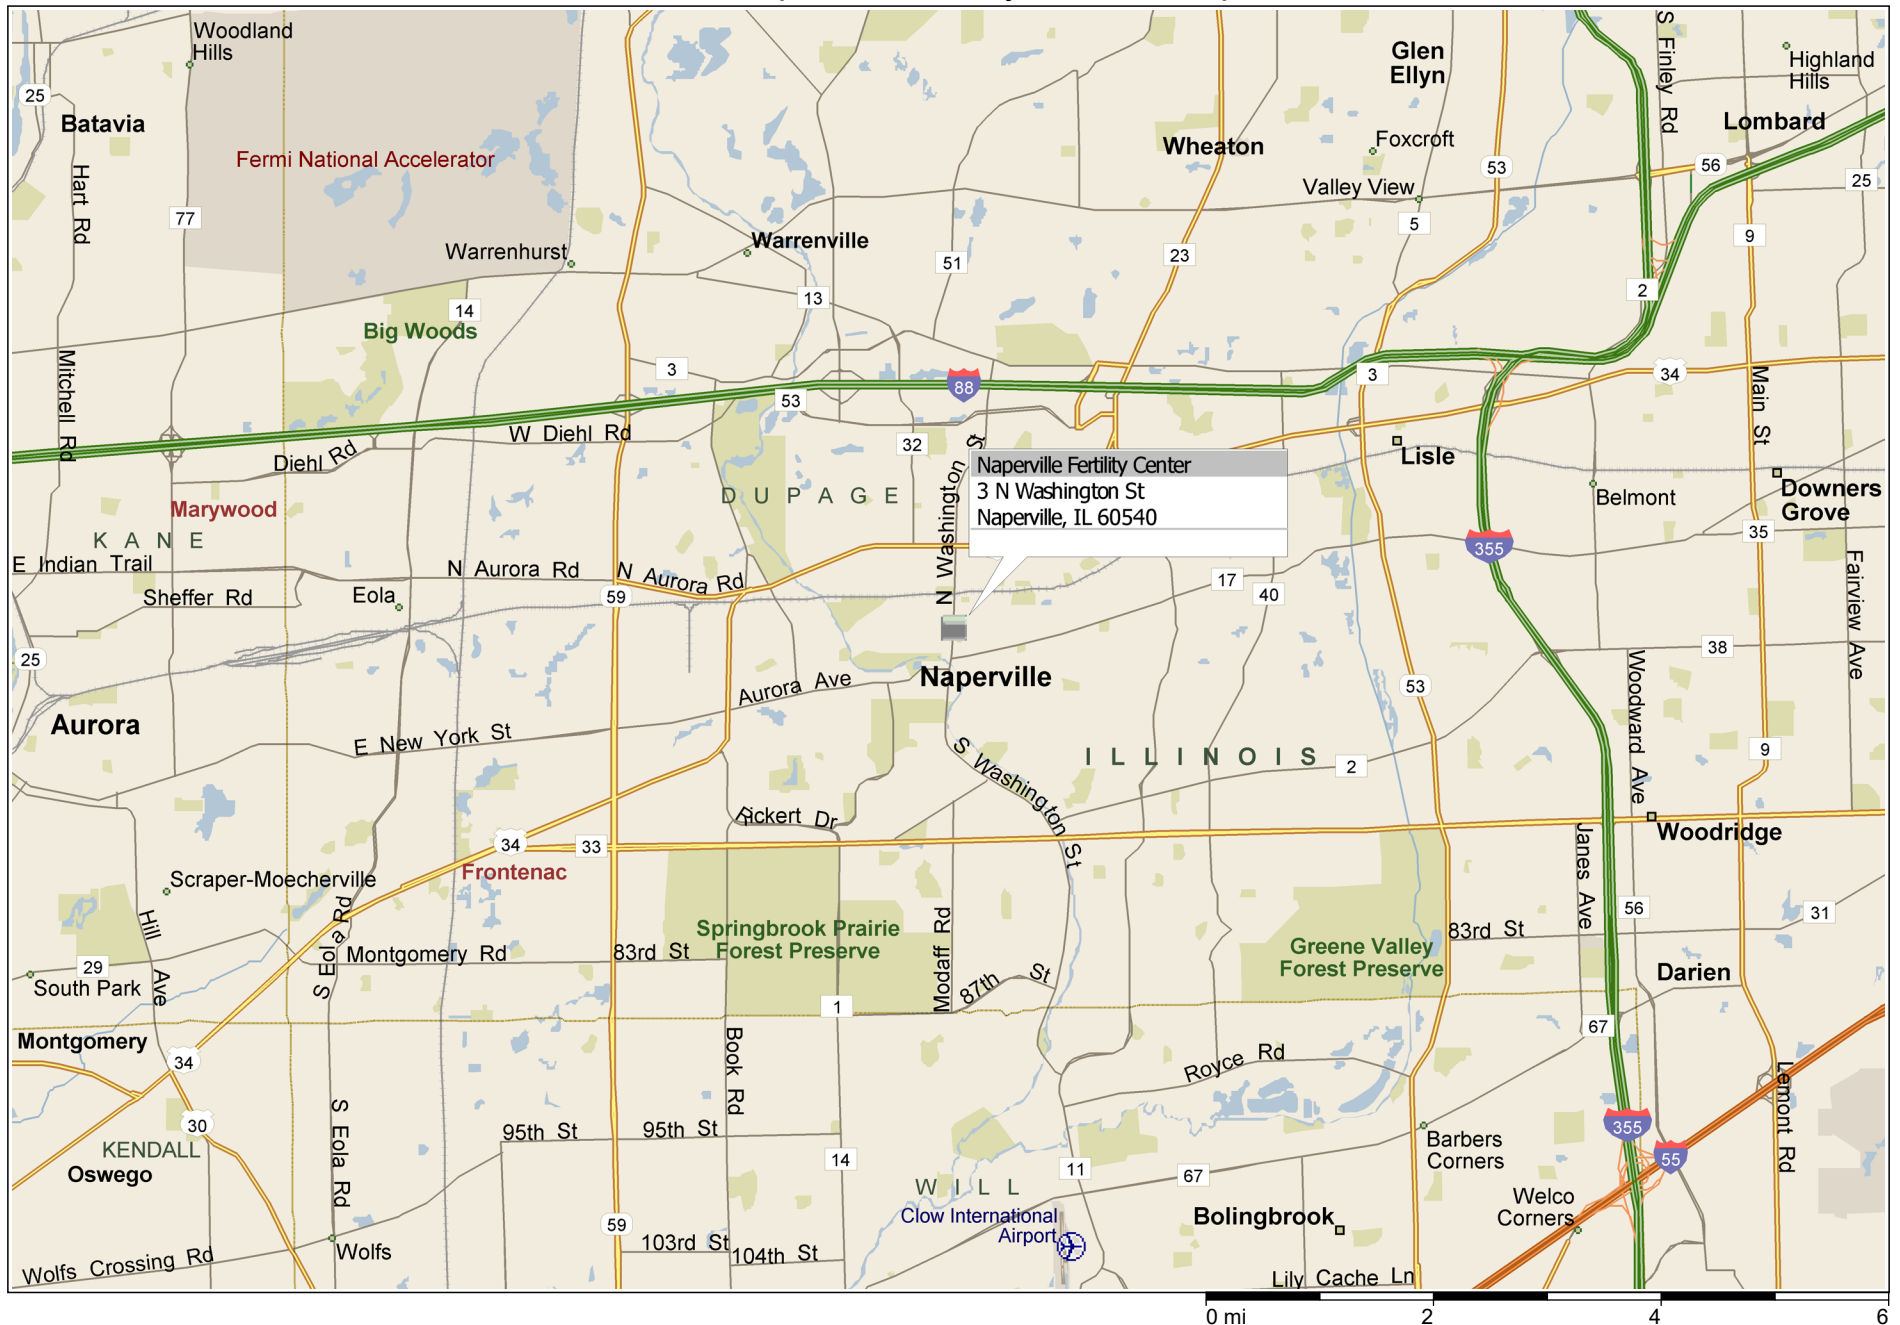 Woodland
Hills
25
Batavia
Hart Rd
77
Fermi National Accelerator
Warrenhurst
Warrenville
Glen
Ellyn
Wheaton
Foxcroft
Valley View
53
5
S Finley Rd
Highland
Hills
Lombard
56
25
9
2
51
23
13
14
Big Woods
Mitchell Rd
3
53
88
3
34
Main St
W Diehl Rd
Diehl Rd
32
N Washington St
Naperville Fertility Center
3 N Washington St
Naperville, IL 60540
Lisle
Belmont
Downers
Grove
Marywood
DUPAGE
KANE
E Indian Trail
Sheffer Rd
Eola
N Aurora Rd
N Aurora Rd
59
17
40
355
35
Fairview Ave
25
Aurora
Naperville
Aurora Ave
E New York St
53
38
Woodward Ave
S Washington St
ILLINOIS
2
9
Rickert Dr
34
33
Frontenac
Woodridge
Janes Ave
Scraper-Moecherville
Hill Ave
S Eola Rd
Springbrook Prairie
Forest Preserve
Modaff Rd
Greene Valley
Forest Preserve
83rd St
56
31
Montgomery Rd
83rd St
87th St
29
South Park
Darien
1
67
Montgomery
34
Book Rd
Royce Rd
Lemont Rd
S Eola Rd
30
KENDALL
Oswego
95th St
95th St
14
11
67
Barbers
Corners
355
55
WILL
Clow International
Airport
Bolingbrook
Welco
Corners
59
Wolfs
Wolfs Crossing Rd
103rd St
104th St
Lily Cache Ln
0 mi
2
4
6